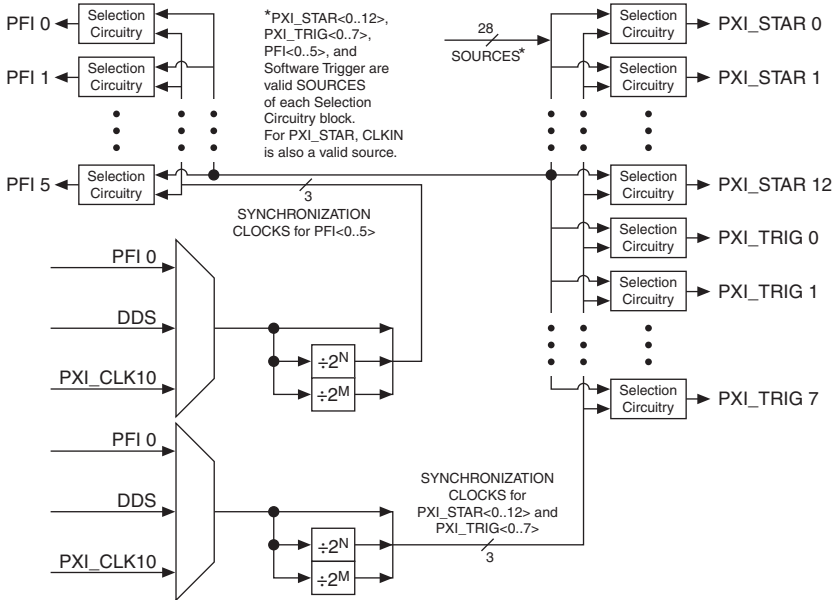 PFI 0
Selection
Circuitry
PFI 1
Selection
Circuitry
PFI 5
Selection
Circuitry
*PXI_STAR<0..12>,
PXI_TRIG<0..7>,
PFI<0..5>, and
Software Trigger are
valid SOURCES
of each Selection
Circuitry block.
For PXI_STAR, CLKIN
is also a valid source.
28
SOURCES*
Selection
Circuitry
PXI_STAR 0
Selection
Circuitry
PXI_STAR 1
Selection
Circuitry
PXI_STAR 12
Selection
Circuitry
PXI_TRIG 0
Selection
Circuitry
PXI_TRIG 1
Selection
Circuitry
PXI_TRIG 7
3
SYNCHRONIZATION
CLOCKS for PFI<0..5>
PFI 0
DDS
PXI_CLK10
÷2N
÷2M
PFI 0
DDS
PXI_CLK10
÷2N
÷2M
SYNCHRONIZATION
CLOCKS for
PXI_STAR<0..12> and
PXI_TRIG<0..7>
3